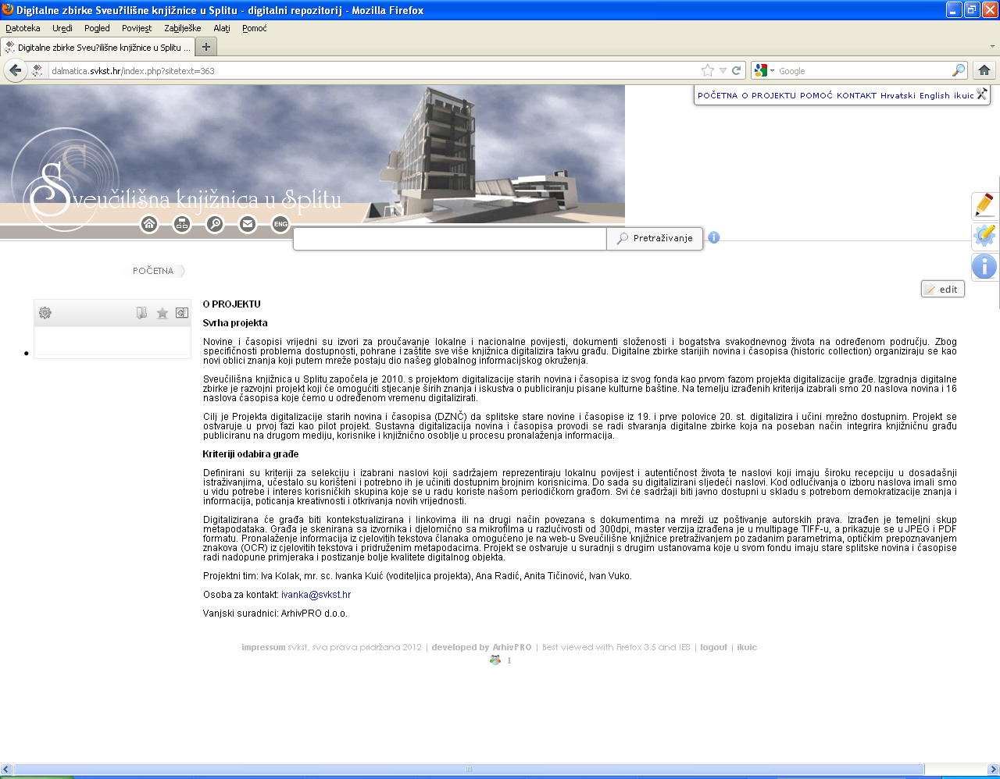 Digitalne zbirke Sveu?ilišne knjižnice u Splitu - digitalni repozitorij - Mozilla Firefox
Datoteka Uredi Pogled Povijest Zabilješke Alati Pomoć
Digitalne zbirke Sveu?ilišne knjižnice u Splitu ...
dalmatica.svkst.hr/index.php?sitetext=363
Google
POČETNA O PROJEKTU POMOĆ KONTAKT Hrvatski English ikuic
Sveučilišna knjižnica u Splitu
ENG
Pretraživanje
POČETNA
edit
O PROJEKTU
Svrha projekta
Novine i časopisi vrijedni su izvori za proučavanje lokalne i nacionalne povijesti, dokumenti složenosti i bogatstva svakodnevnog života na određenom području. Zbog
specifičnosti problema dostupnosti, pohrane i zaštite sve više knjižnica digitalizira takvu građu. Digitalne zbirke starijih novina i časopisa (historic collection) organiziraju se kao
novi oblici znanja koji putem mreže postaju dio našeg globalnog informacijskog okruženja.
Sveučilišna knjižnica u Splitu započela je 2010. s projektom digitalizacije starih novina i časopisa iz svog fonda kao prvom fazom projekta digitalizacije građe. Izgradnja digitalne
zbirke je razvojni projekt koji će omogućiti stjecanje širih znanja i iskustva o publiciranju pisane kulturne baštine. Na temelju izrađenih kriterija izabrali smo 20 naslova novina i 16
naslova časopisa koje ćemo u određenom vremenu digitalizirati.
Cilj je Projekta digitalizacije starih novina i časopisa (DZNČ) da splitske stare novine i časopise iz 19. i prve polovice 20. st. digitalizira i učini mrežno dostupnim. Projekt se
ostvaruje u prvoj fazi kao pilot projekt. Sustavna digitalizacija novina i časopisa provodi se radi stvaranja digitalne zbirke koja na poseban način integrira knjižničnu građu
publiciranu na drugom mediju, korisnike i knjižnično osoblje u procesu pronalaženja informacija.
Kriteriji odabira građe
Definirani su kriteriji za selekciju i izabrani naslovi koji sadržajem reprezentiraju lokalnu povijest i autentičnost života te naslovi koji imaju široku recepciju u dosadašnji
istraživanjima, učestalo su korišteni i potrebno ih je učiniti dostupnim brojnim korisnicima. Do sada su digitalizirani sljedeći naslovi. Kod odlučivanja o izboru naslova imali smo
u vidu potrebe i interes korisničkih skupina koje se u radu koriste našom periodičkom građom. Svi će sadržaji biti javno dostupni u skladu s potrebom demokratizacije znanja i
informacija, poticanja kreativnosti i otkrivanja novih vrijednosti.
Digitalizirana će građa biti kontekstualizirana i linkovima ili na drugi način povezana s dokumentima na mreži uz poštivanje autorskih prava. Izrađen je temeljni skup
metapodataka. Građa je skenirana sa izvornika i djelomično sa mikrofilma u razlučivosti od 300dpi, master verzija izrađena je u multipage TIFF-u, a prikazuje se u JPEG i PDF
formatu. Pronalaženje informacija iz cjelovitih tekstova članaka omogućeno je na web-u Sveučilišne knjižnice pretraživanjem po zadanim parametrima, optičkim prepoznavanjem
znakova (OCR) iz cjelovitih tekstova i pridruženim metapodacima. Projekt se ostvaruje u suradnji s drugim ustanovama koje u svom fondu imaju stare splitske novina i časopise
radi nadopune primjeraka i postizanje bolje kvalitete digitalnog objekta.
Projektni tim: Iva Kolak, mr. sc. Ivanka Kuić (voditeljica projekta), Ana Radić, Anita Tičinović, Ivan Vuko.
Osoba za kontakt: ivanka@svkst.hr
Vanjski suradnici: ArhivPRO d.o.o.
impressum svkst, sva prava pridržana 2012 | developed by ArhivPRO | Best viewed with Firefox 3.5 and IE8 | logout | ikuic
1